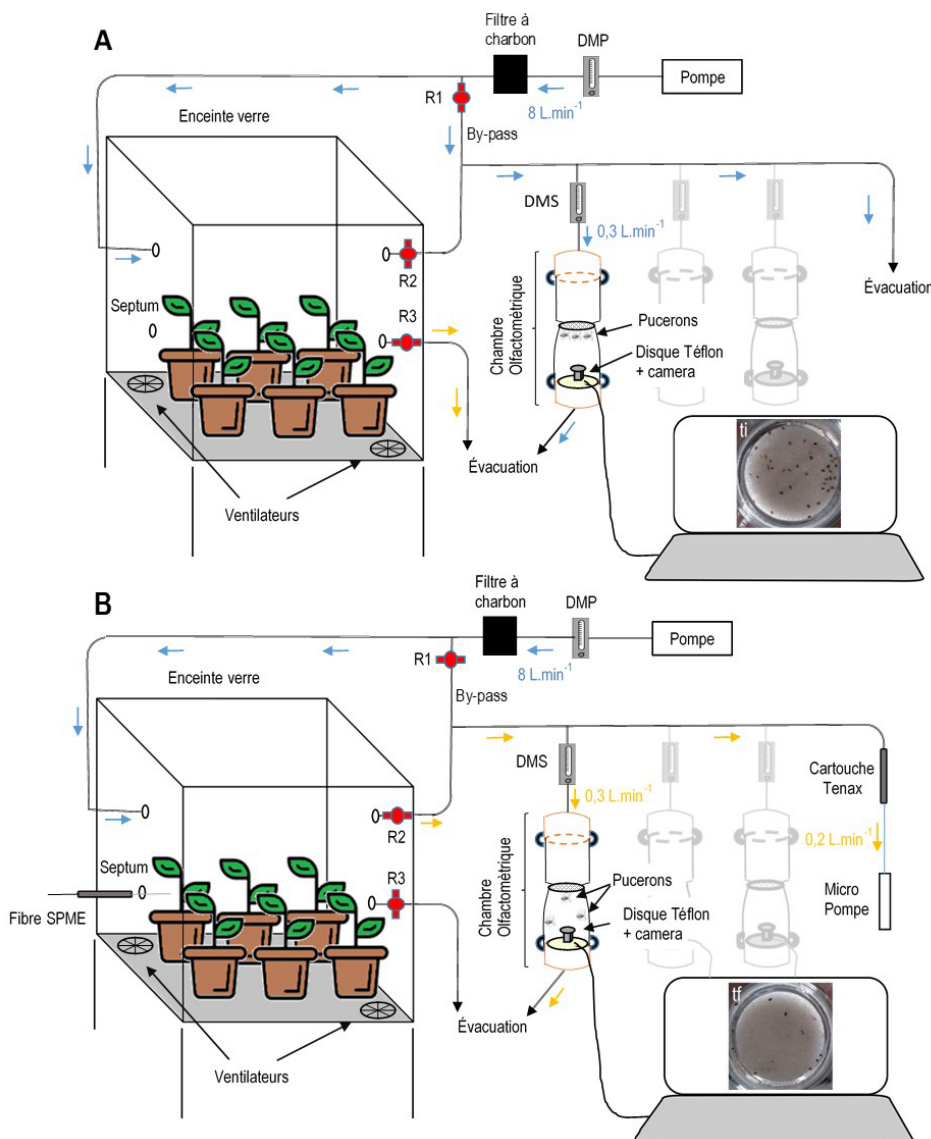 A
Filtre à
charbon
DMP
Pompe
R1
8 L.min⁻¹
Enceinte verre
By-pass
DMS
0,3 L.min⁻¹
R2
Évacuation
Septum
R3
Chambre
Olfactométrique
Pucerons
Disque Téflon
+ camera
ti
Évacuation
Ventilateurs
B
Filtre à
charbon
DMP
Pompe
R1
8 L.min⁻¹
Enceinte verre
By-pass
DMS
Cartouche
Tenax
0,3 L.min⁻¹
R2
0,2 L.min⁻¹
Septum
R3
Chambre
Olfactométrique
Pucerons
Micro
Pompe
Fibre SPME
Disque Téflon
+ camera
tf
Évacuation
Ventilateurs